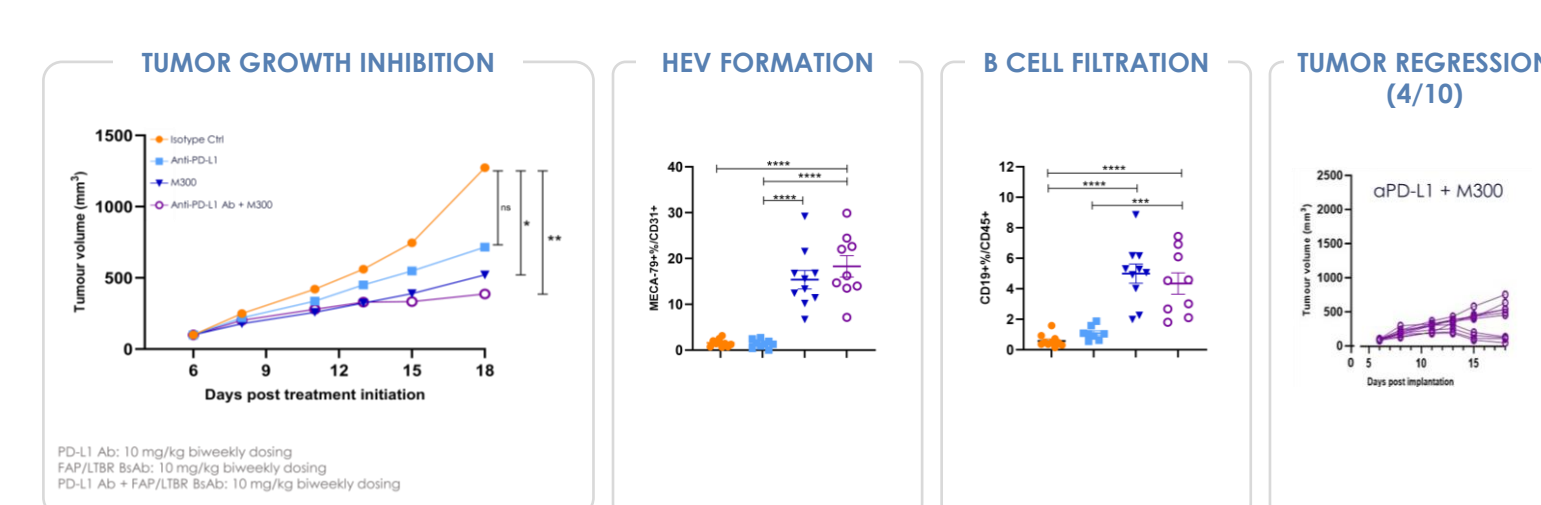 TUMOR GROWTH INHIBITION
1500
1000
500
0
Tumour volume (mm³)
Isotype Ctrl
Anti-PD-L1
M300
Anti-PD-L1 Ab + M300
ns
*
**
6 9 12 15 18
Days post treatment initiation
PD-L1 Ab: 10 mg/kg biweekly dosing
FAP/LTBR BsAb: 10 mg/kg biweekly dosing
PD-L1 Ab + FAP/LTBR BsAb: 10 mg/kg biweekly dosing
HEV FORMATION
40
30
20
10
0
MECA-79+%/CD31+
****
****
****
B CELL FILTRATION
12
10
8
6
4
2
0
CD19+%/CD45+
****
****
***
TUMOR REGRESSION
(4/10)
2500
2000
1500
1000
500
0
Tumour volume (mm³)
αPD-L1 + M300
0 5 10 15
Days post implantation